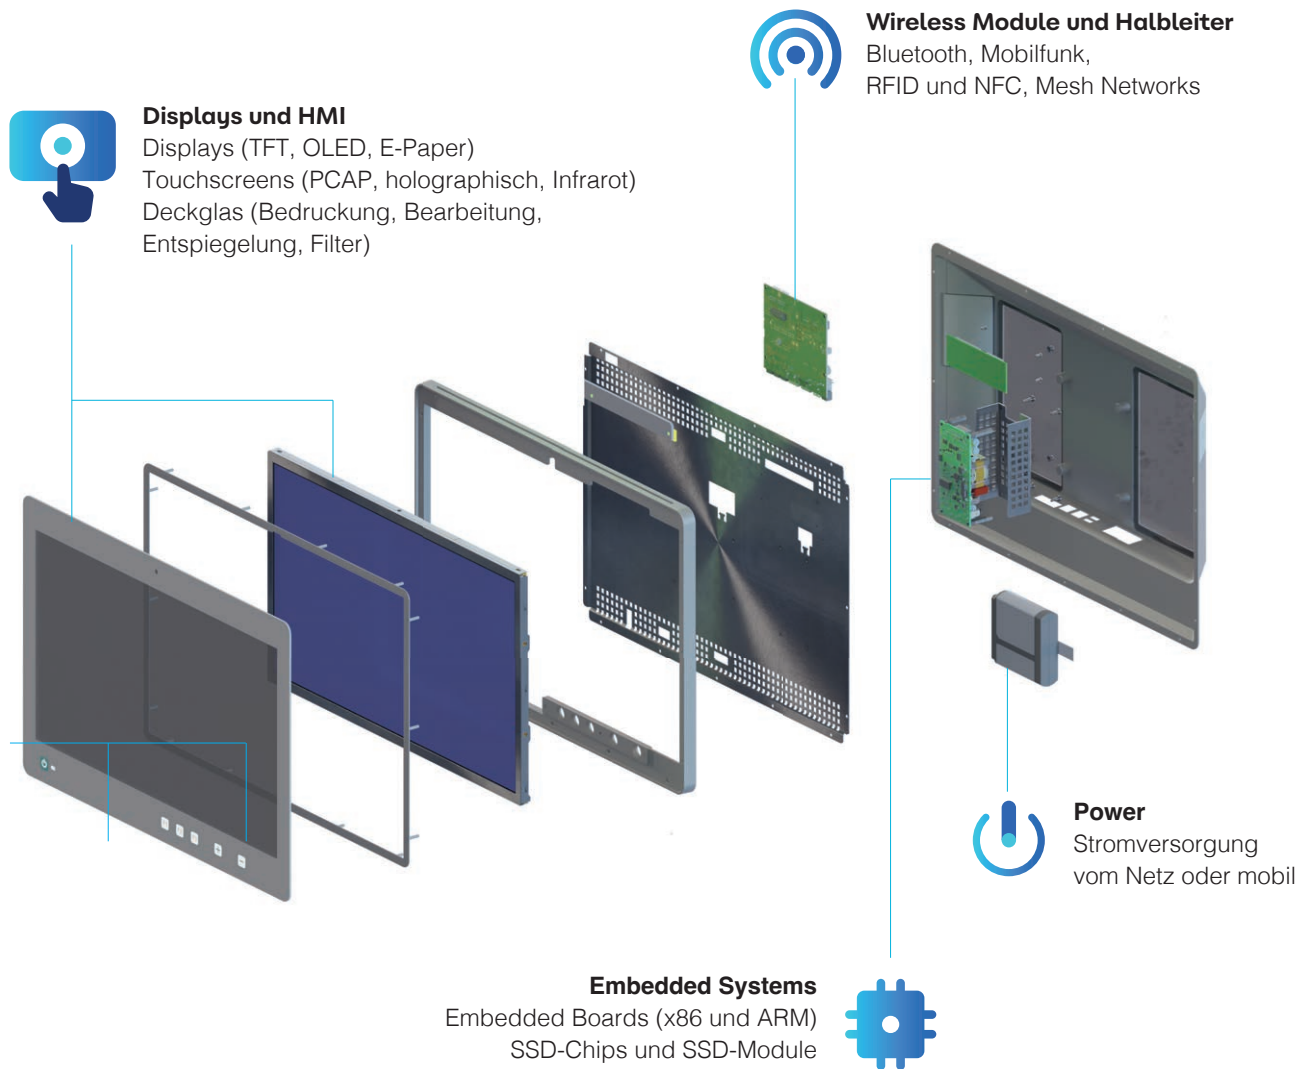 Wireless Module und Halbleiter
Bluetooth, Mobilfunk,
RFID und NFC, Mesh Networks
Displays und HMI
Displays (TFT, OLED, E-Paper)
Touchscreens (PCAP, holographisch, Infrarot)
Deckglas (Bedruckung, Bearbeitung,
Entspiegelung, Filter)
Power
Stromversorgung
vom Netz oder mobil
Embedded Systems
Embedded Boards (x86 und ARM)
SSD-Chips und SSD-Module